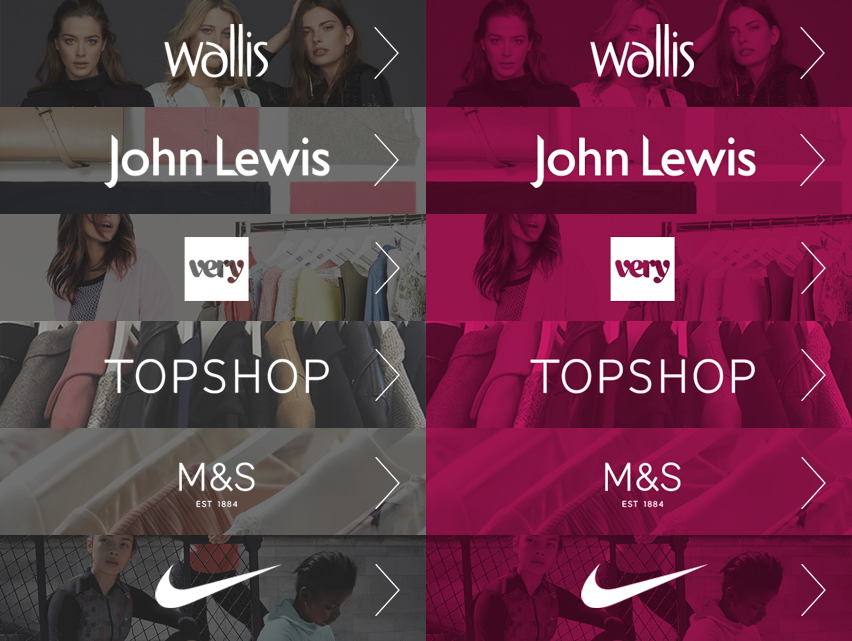 wallis
wallis
John Lewis
John Lewis
very
very
TOPSHOP
TOPSHOP
M&S
EST 1884
M&S
EST 1884